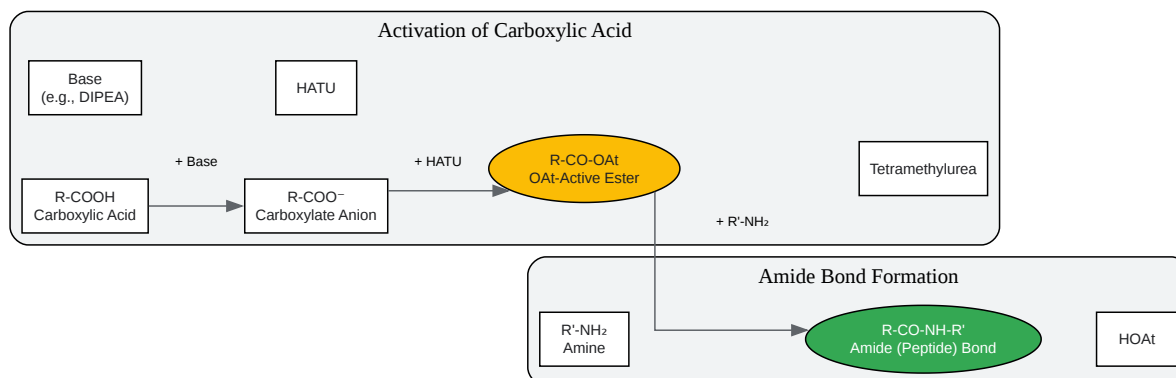 Activation of Carboxylic Acid
Base
(e.g., DIPEA)
HATU
+ Base
+ HATU
R-CO-OAt
OAt-Active Ester
Tetramethylurea
R-COOH
Carboxylic Acid
R-COO⁻
Carboxylate Anion
+ R'-NH₂
Amide Bond Formation
R'-NH₂
Amine
R-CO-NH-R'
Amide (Peptide) Bond
HOAt